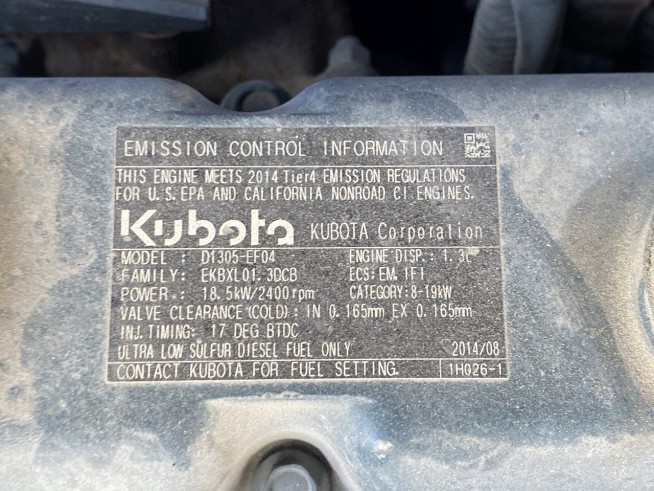 EMISSION CONTROL INFORMATION
THIS ENGINE MEETS 2014 Tier4 EMISSION REGULATIONS
FOR U.S. EPA AND CALIFORNIA NONROAD CI ENGINES.
Kubota KUBOTA Corporation
MODEL: D1305-EF04 ENGINE DISP.: 1.3L
FAMILY: EKBXL01.3DCB ECS: EM, IFI
POWER: 18.5kW/2400rpm CATEGORY: 8-19kW
VALVE CLEARANCE (COLD): IN 0.165mm EX 0.165mm
INJ. TIMING: 17 DEG BTDC
ULTRA LOW SULFUR DIESEL FUEL ONLY 2014/08
CONTACT KUBOTA FOR FUEL SETTING. 1H026-1